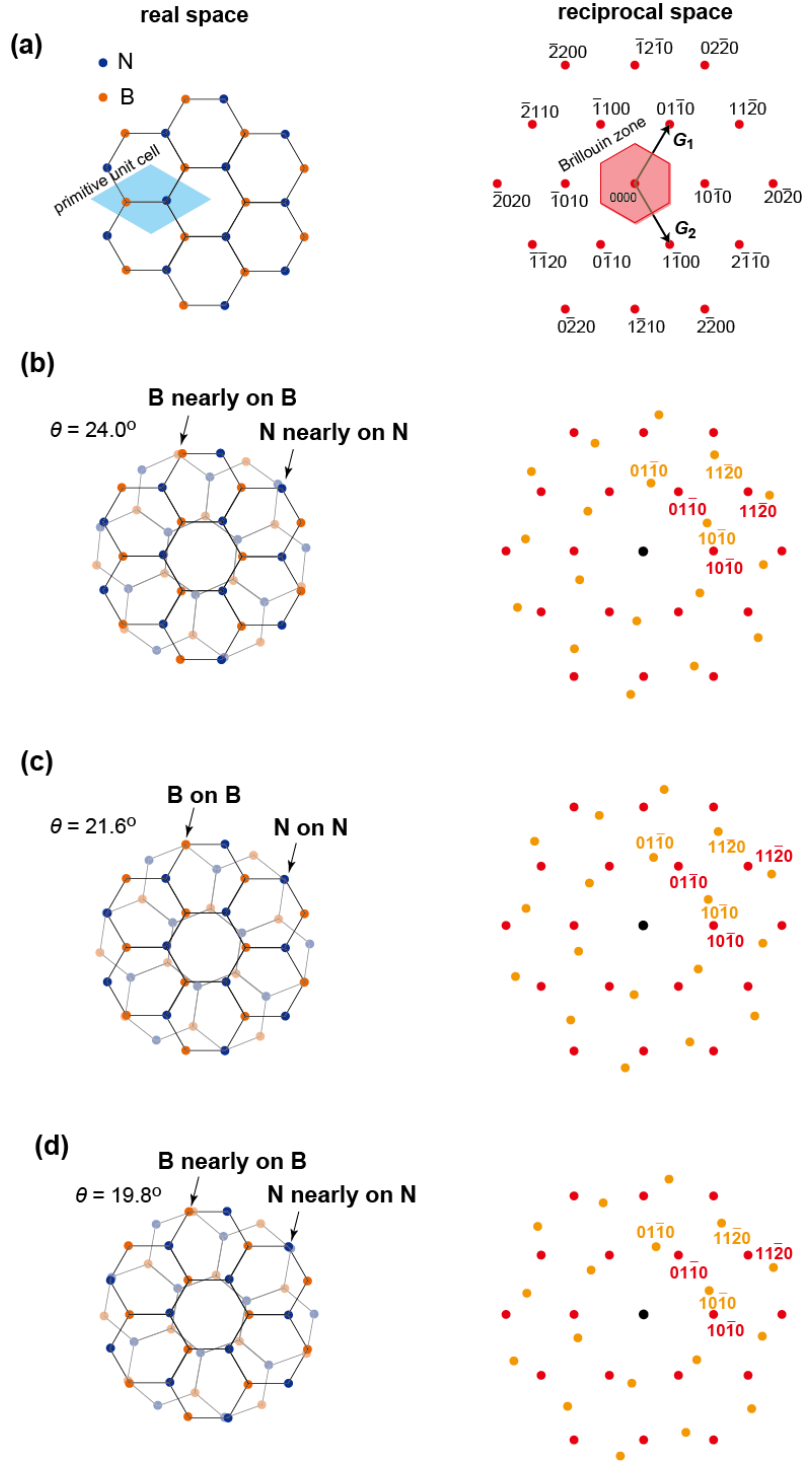 real space
reciprocal space
(a)
N
B
primitive unit cell
2̅200 1̅21̅0 022̅0
2̅110 1̅100 011̅0 112̅0
G1
Brillouin zone
2̅020 1̅010 0000 101̅0 202̅0
G2
1̅1̅20 01̅10 11̅00 21̅1̅0
02̅20 12̅10 22̅00
(b)
B nearly on B
θ = 24.0o
N nearly on N
011̅0 112̅0
011̅0 112̅0
101̅0
101̅0
(c)
B on B
θ = 21.6o
N on N
011̅0 112̅0
112̅0
011̅0
101̅0
101̅0
(d)
B nearly on B
θ = 19.8o
N nearly on N
011̅0 112̅0
011̅0 112̅0
101̅0
101̅0